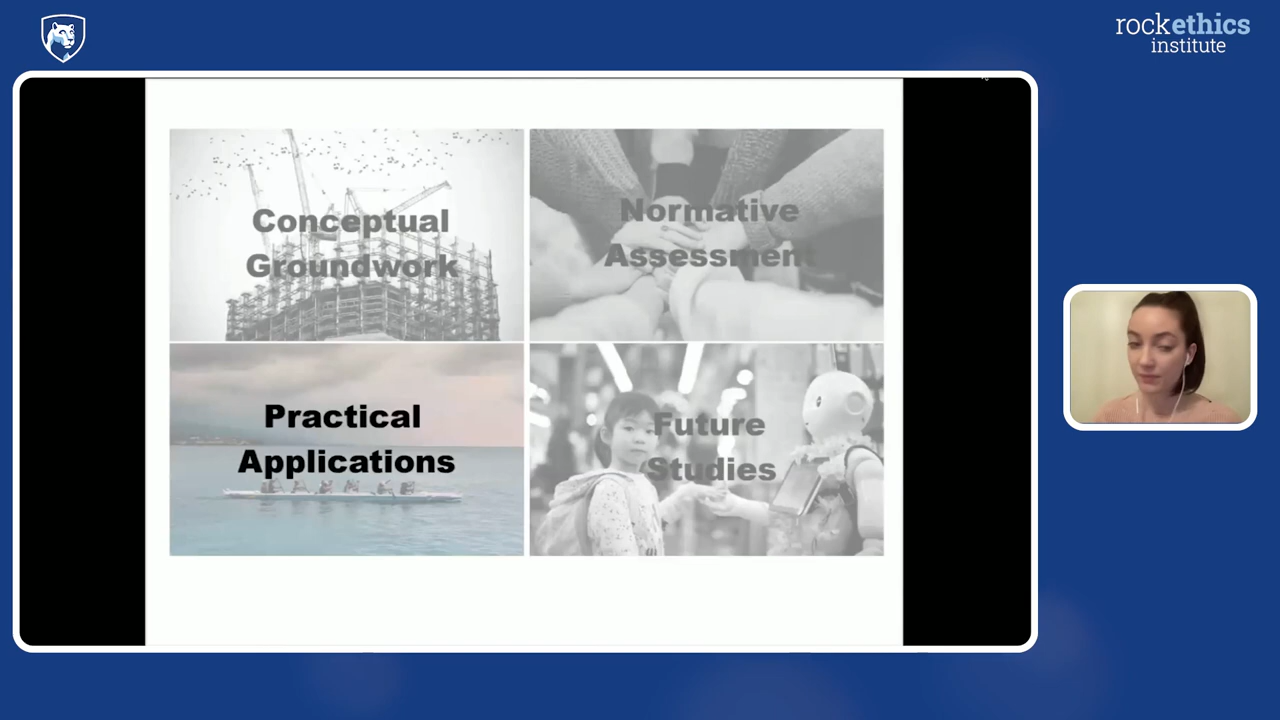 rockethics
institute
Conceptual
Groundwork
Normative
Assessment
Practical
Applications
Future
Studies